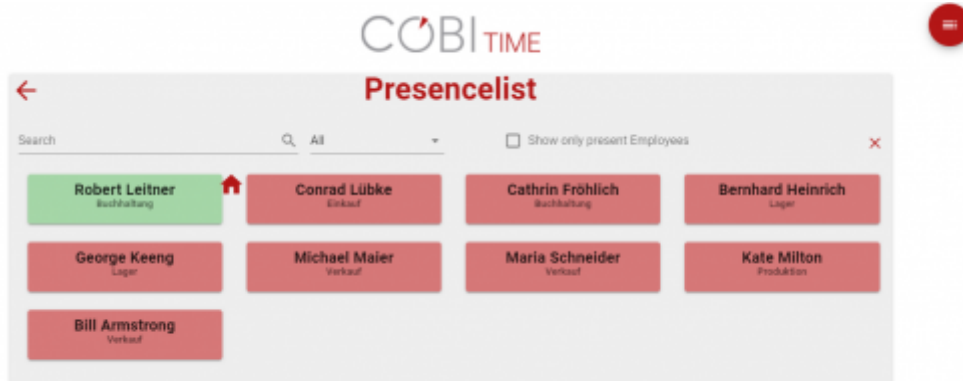 COBI TIME
Presencelist
Search All Show only present Employees
Robert Leitner Conrad Lübke Cathrin Fröhlich Bernhard Heinrich
Buchhaltung Einkauf Buchhaltung Lager
George Keeng Michael Maier Maria Schneider Kate Milton
Lager Verkauf Verkauf Produktion
Bill Armstrong
Verkauf